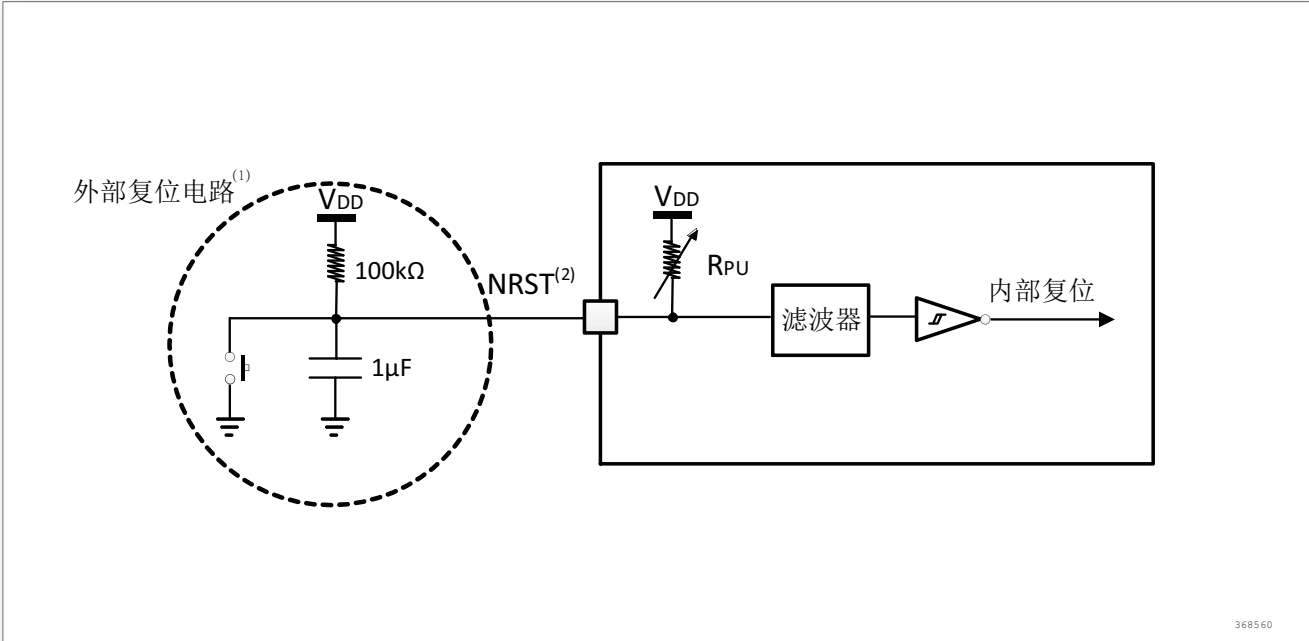 外部复位电路(1)
VDD
100kΩ
1μF
NRST(2)
VDD
RPU
滤波器
内部复位
368560